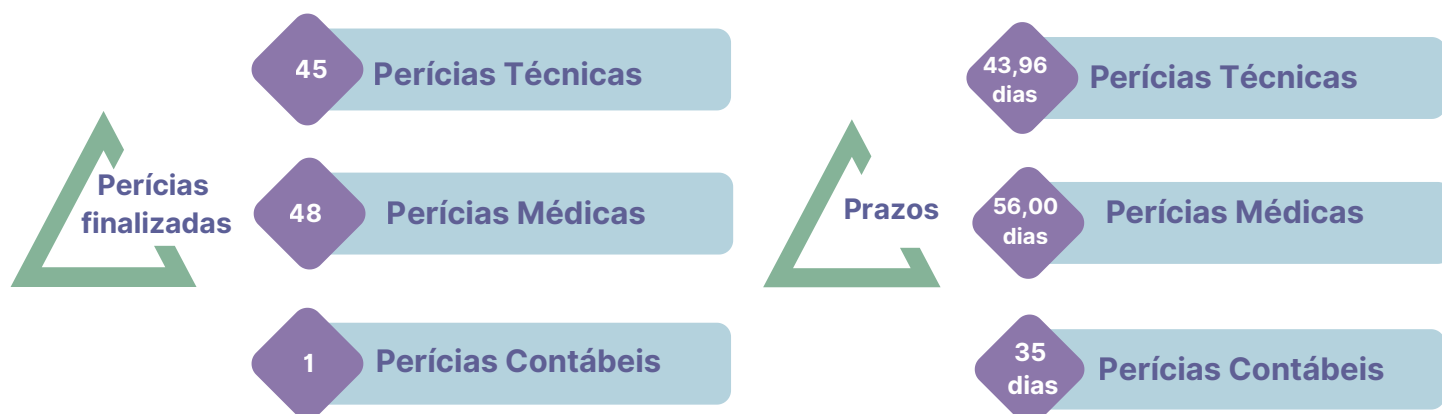 Perícias
finalizadas
45
Perícias Técnicas
48
Perícias Médicas
1
Perícias Contábeis
Prazos
43,96
dias
Perícias Técnicas
56,00
dias
Perícias Médicas
35
dias
Perícias Contábeis